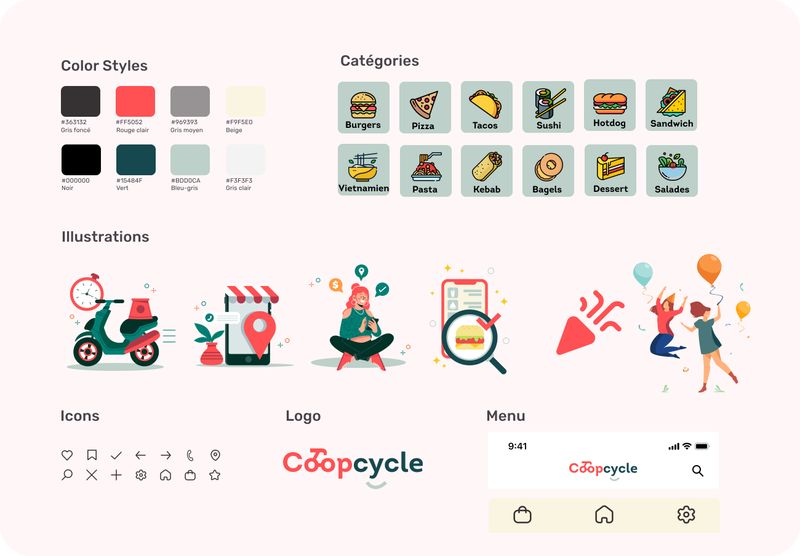 Color Styles
#363132
Gris foncé
#FF5052
Rouge clair
#969393
Gris moyen
#F9F5E0
Beige
#000000
Noir
#15484F
Vert
#BDD0CA
Bleu-gris
#F3F3F3
Gris clair
Catégories
Burgers
Pizza
Tacos
Sushi
Hotdog
Sandwich
Vietnamien
Pasta
Kebab
Bagels
Dessert
Salades
Illustrations
Icons
Logo
Coopcycle
Menu
9:41
Coopcycle